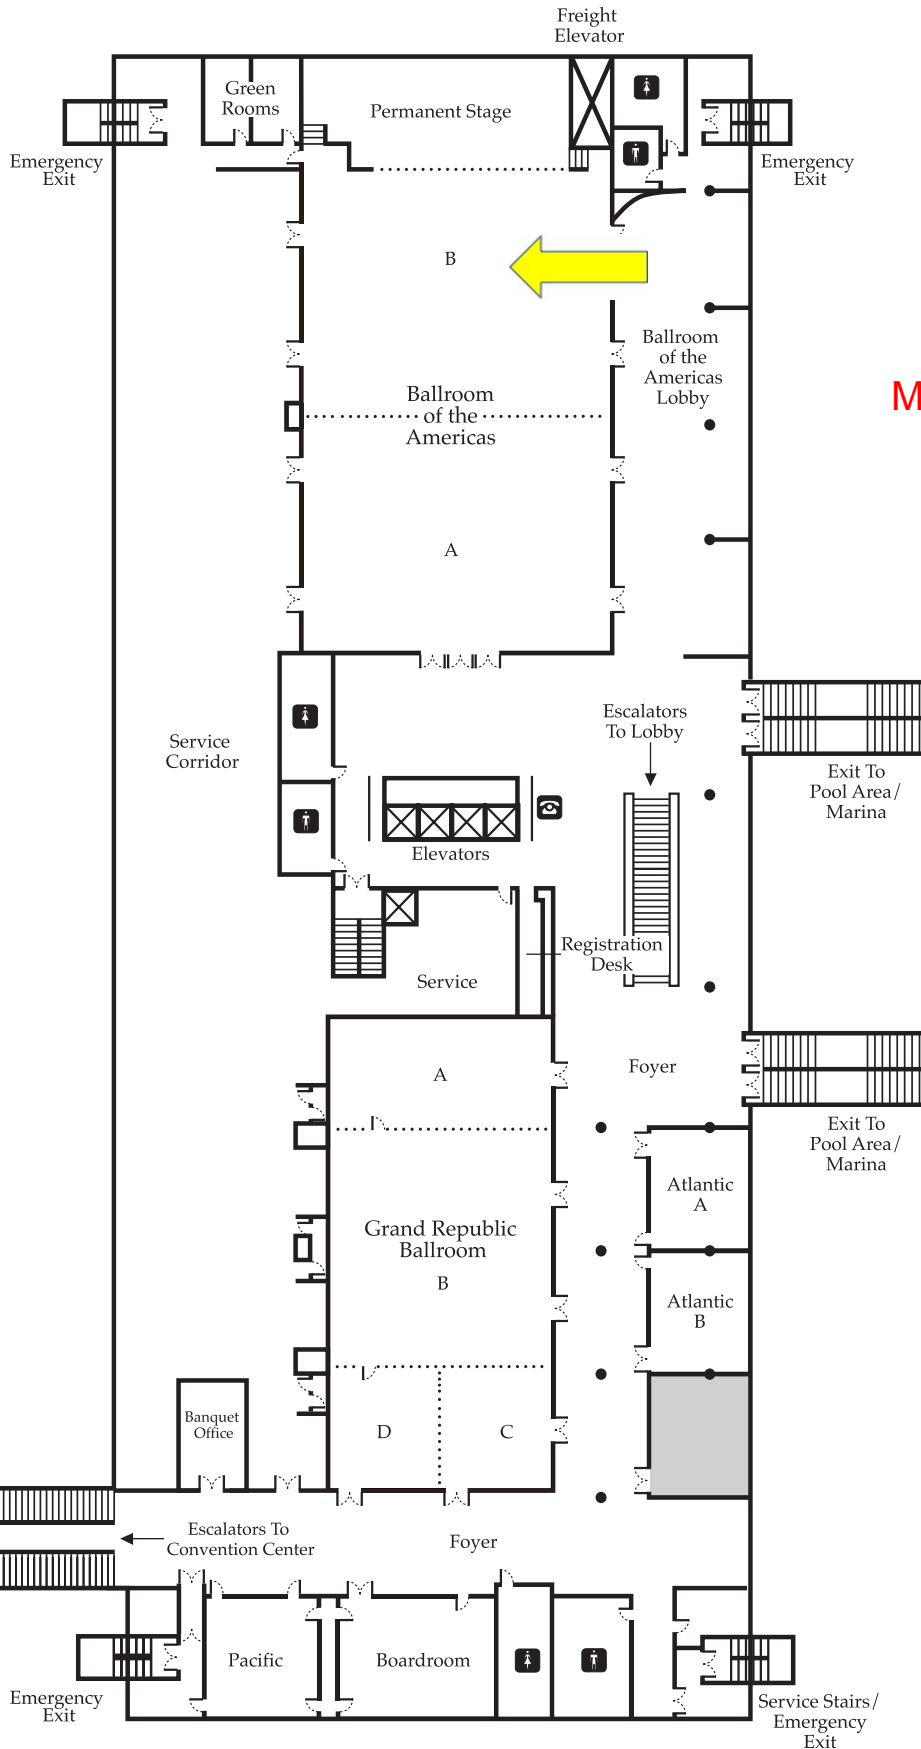 Freight
Elevator
Green
Rooms
Permanent Stage
Emergency
Exit
Emergency
Exit
B
Ballroom
of the
Americas
Lobby
Ballroom
of the
Americas
M
A
Escalators
To Lobby
Service
Corridor
Exit To
Pool Area/
Marina
Elevators
Registration
Desk
Service
Foyer
A
Exit To
Pool Area/
Marina
Atlantic
A
Grand Republic
Ballroom
B
Atlantic
B
Banquet
Office
D
C
Escalators To
Convention Center
Foyer
Pacific
Boardroom
Emergency
Exit
Service Stairs/
Emergency
Exit